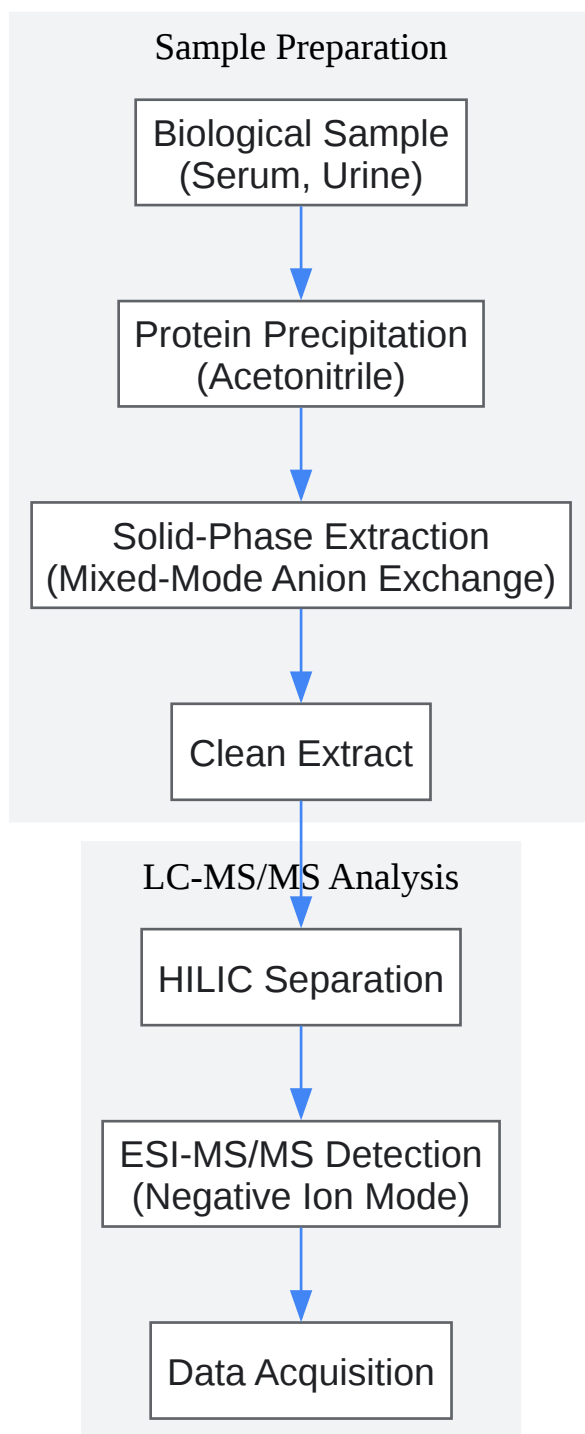 Sample Preparation
Biological Sample
(Serum, Urine)
Protein Precipitation
(Acetonitrile)
Solid-Phase Extraction
(Mixed-Mode Anion Exchange)
Clean Extract
LC-MS/MS Analysis
HILIC Separation
ESI-MS/MS Detection
(Negative Ion Mode)
Data Acquisition